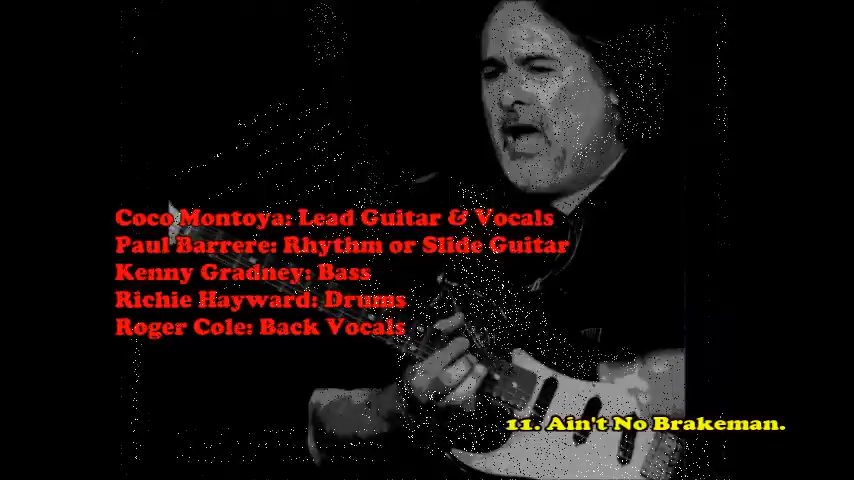 Coco Montoya: Lead Guitar & Vocals
Paul Barrere: Rhythm or Slide Guitar
Kenny Gradney: Bass
Richie Hayward: Drums
Roger Cole: Back Vocals
11. Ain't No Brakeman.